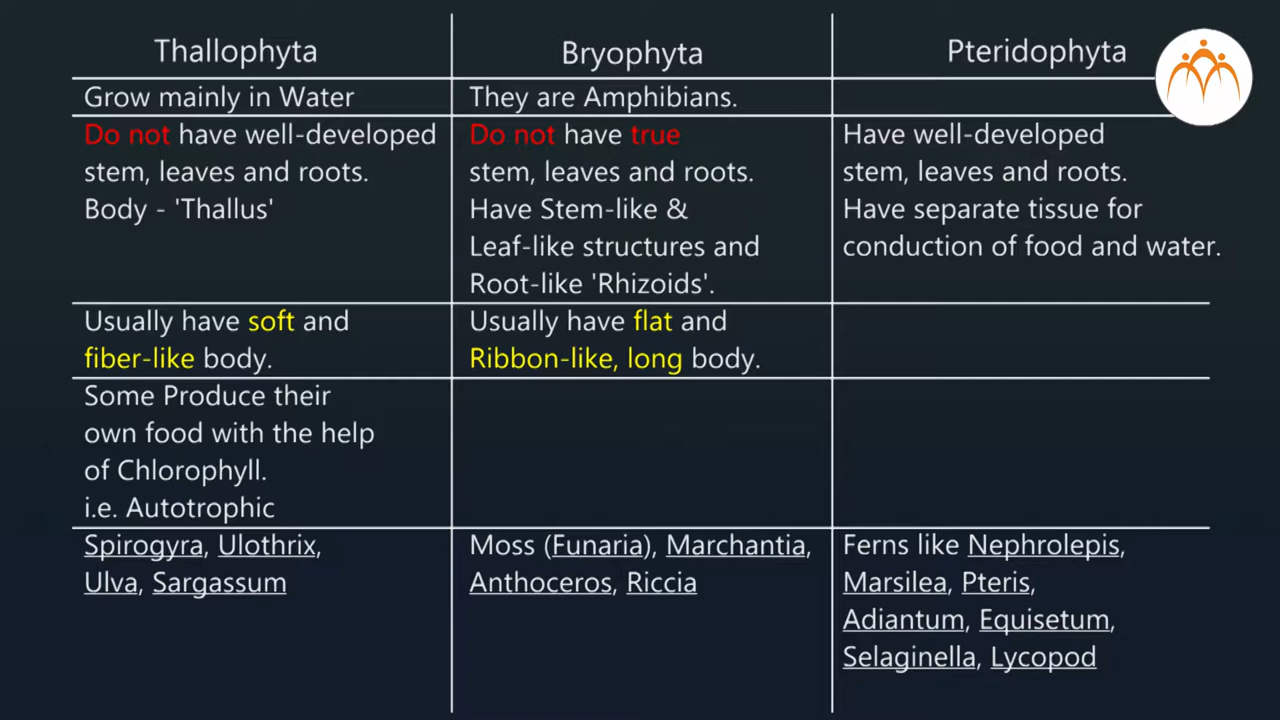 Thallophyta
Bryophyta
Pteridophyta
Grow mainly in Water
They are Amphibians.
Do not have well-developed
stem, leaves and roots.
Body - 'Thallus'
Do not have true
stem, leaves and roots.
Have Stem-like &
Leaf-like structures and
Root-like 'Rhizoids'.
Have well-developed
stem, leaves and roots.
Have separate tissue for
conduction of food and water.
Usually have soft and
fiber-like body.
Usually have flat and
Ribbon-like, long body.
Some Produce their
own food with the help
of Chlorophyll.
i.e. Autotrophic
Spirogyra, Ulothrix,
Ulva, Sargassum
Moss (Funaria), Marchantia,
Anthoceros, Riccia
Ferns like Nephrolepis,
Marsilea, Pteris,
Adiantum, Equisetum,
Selaginella, Lycopod